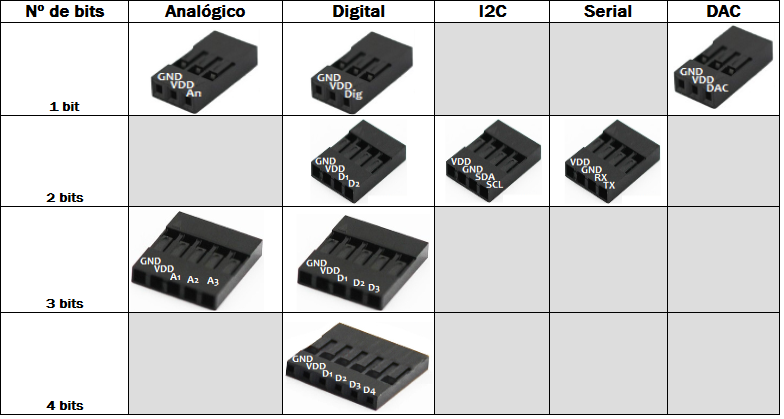 Nº de bits Analógico Digital I2C Serial DAC
1 bit
GND
VDD
An
GND
VDD
Dig
GND
VDD
DAC
2 bits
GND
VDD
D1
D2
VDD
GND
SDA
SCL
VDD
GND
RX
TX
3 bits
GND
VDD
A1 A2 A3
GND
VDD
D1 D2 D3
4 bits
GND
VDD
D1 D2 D3 D4